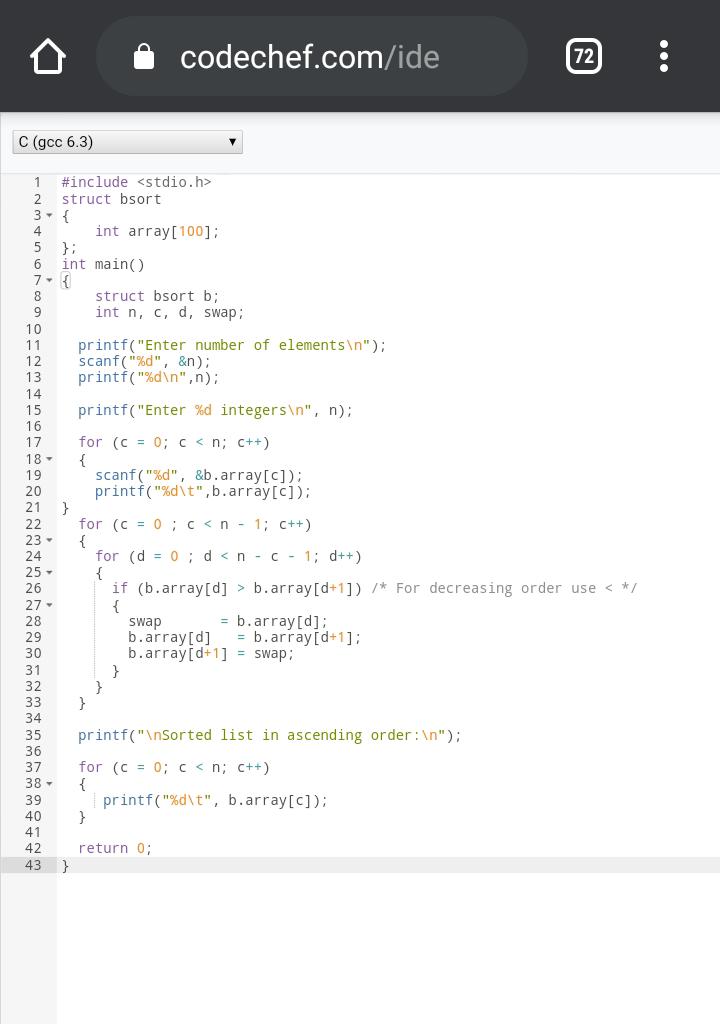 codechef.com/ide
72
C (gcc 6.3)
1 #include <stdio.h>
2 struct bsort
3 {
4     int array[100];
5 };
6 int main()
7 {
8     struct bsort b;
9     int n, c, d, swap;
10
11   printf("Enter number of elements\n");
12   scanf("%d", &n);
13   printf("%d\n",n);
14
15   printf("Enter %d integers\n", n);
16
17   for (c = 0; c < n; c++)
18   {
19     scanf("%d", &b.array[c]);
20     printf("%d\t",b.array[c]);
21 }
22   for (c = 0 ; c < n - 1; c++)
23   {
24     for (d = 0 ; d < n - c - 1; d++)
25     {
26       if (b.array[d] > b.array[d+1]) /* For decreasing order use < */
27       {
28         swap       = b.array[d];
29         b.array[d]   = b.array[d+1];
30         b.array[d+1] = swap;
31       }
32     }
33   }
34
35   printf("\nSorted list in ascending order:\n");
36
37   for (c = 0; c < n; c++)
38   {
39      printf("%d\t", b.array[c]);
40   }
41
42   return 0;
43 }